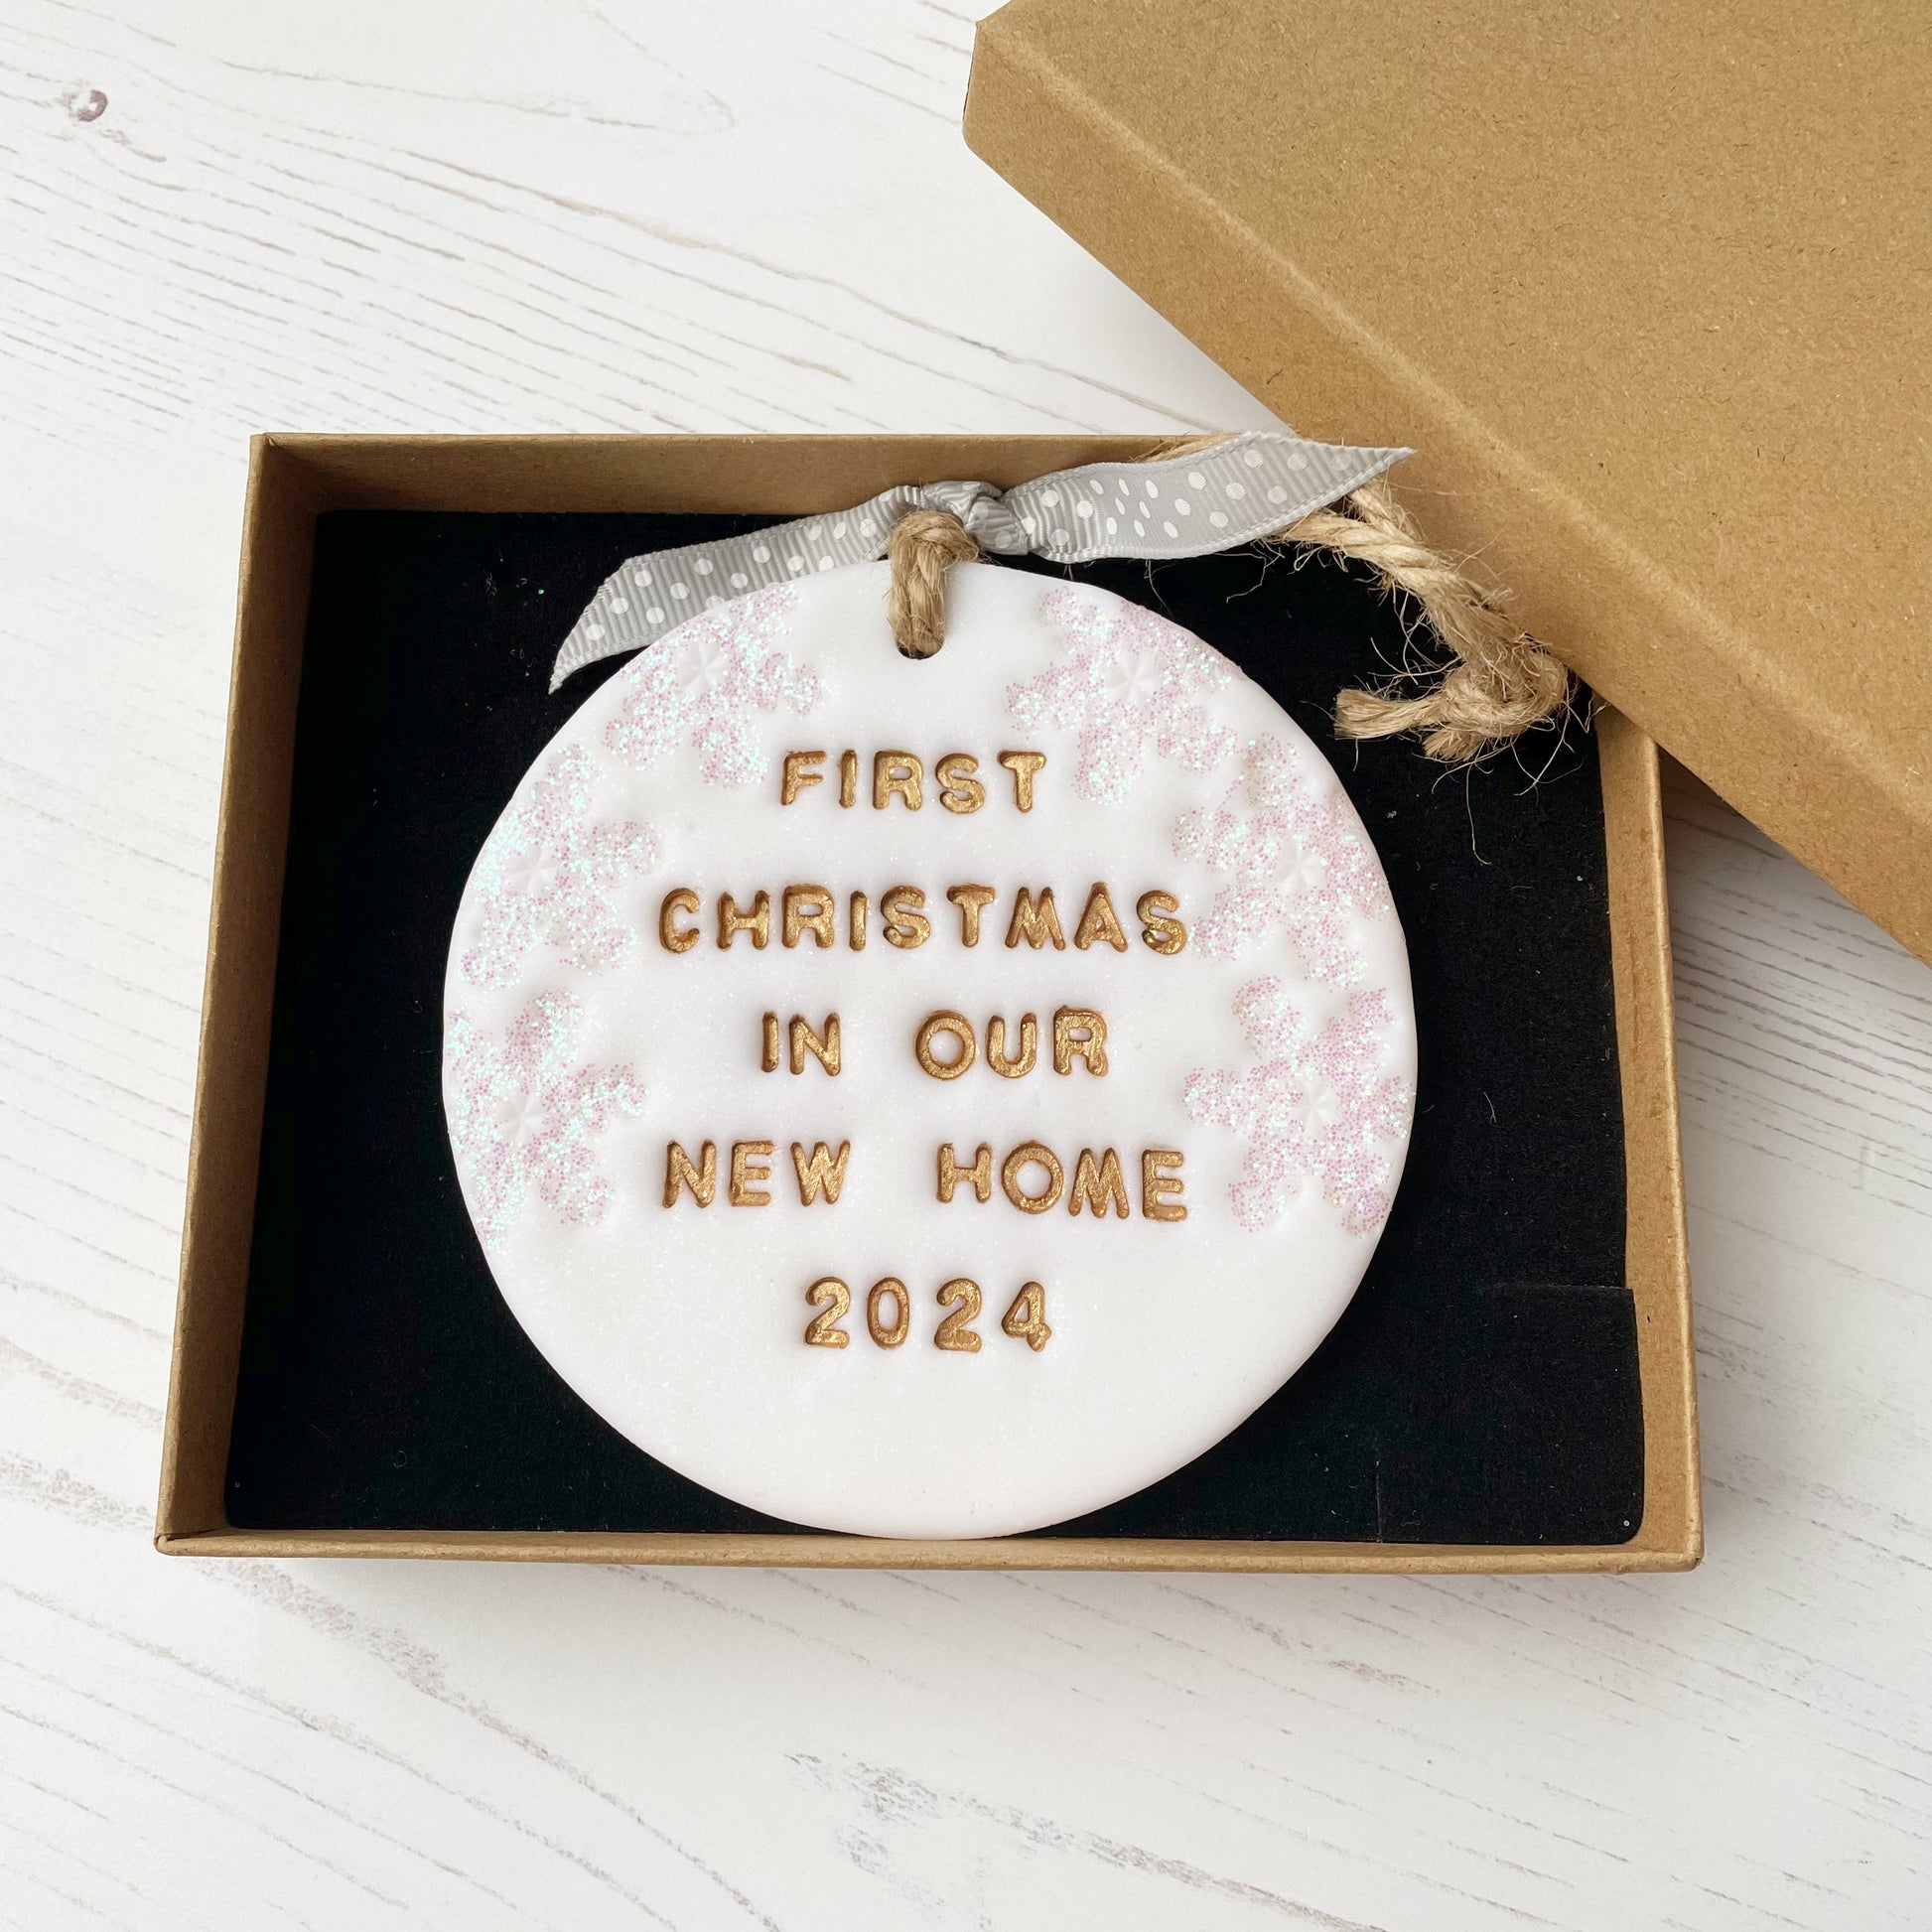 FIRST
CHRISTMAS
IN OUR
NEW HOME
2024